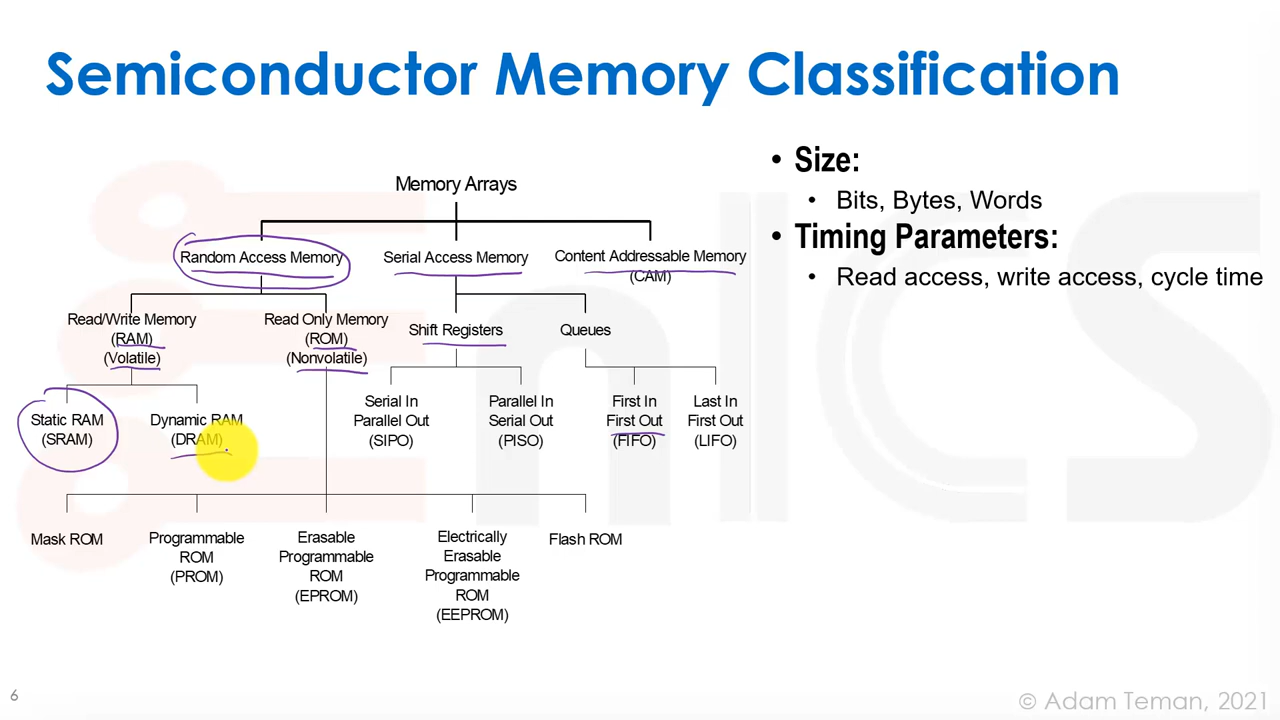 Semiconductor Memory Classification
Memory Arrays
Random Access Memory
Serial Access Memory
Content Addressable Memory
(CAM)
Read/Write Memory
(RAM)
(Volatile)
Read Only Memory
(ROM)
(Nonvolatile)
Shift Registers
Queues
Static RAM
(SRAM)
Dynamic RAM
(DRAM)
Serial In
Parallel Out
(SIPO)
Parallel In
Serial Out
(PISO)
First In
First Out
(FIFO)
Last In
First Out
(LIFO)
Mask ROM
Programmable
ROM
(PROM)
Erasable
Programmable
ROM
(EPROM)
Electrically
Erasable
Programmable
ROM
(EEPROM)
Flash ROM
• Size:
• Bits, Bytes, Words
• Timing Parameters:
• Read access, write access, cycle time
EnICS
6
© Adam Teman, 2021